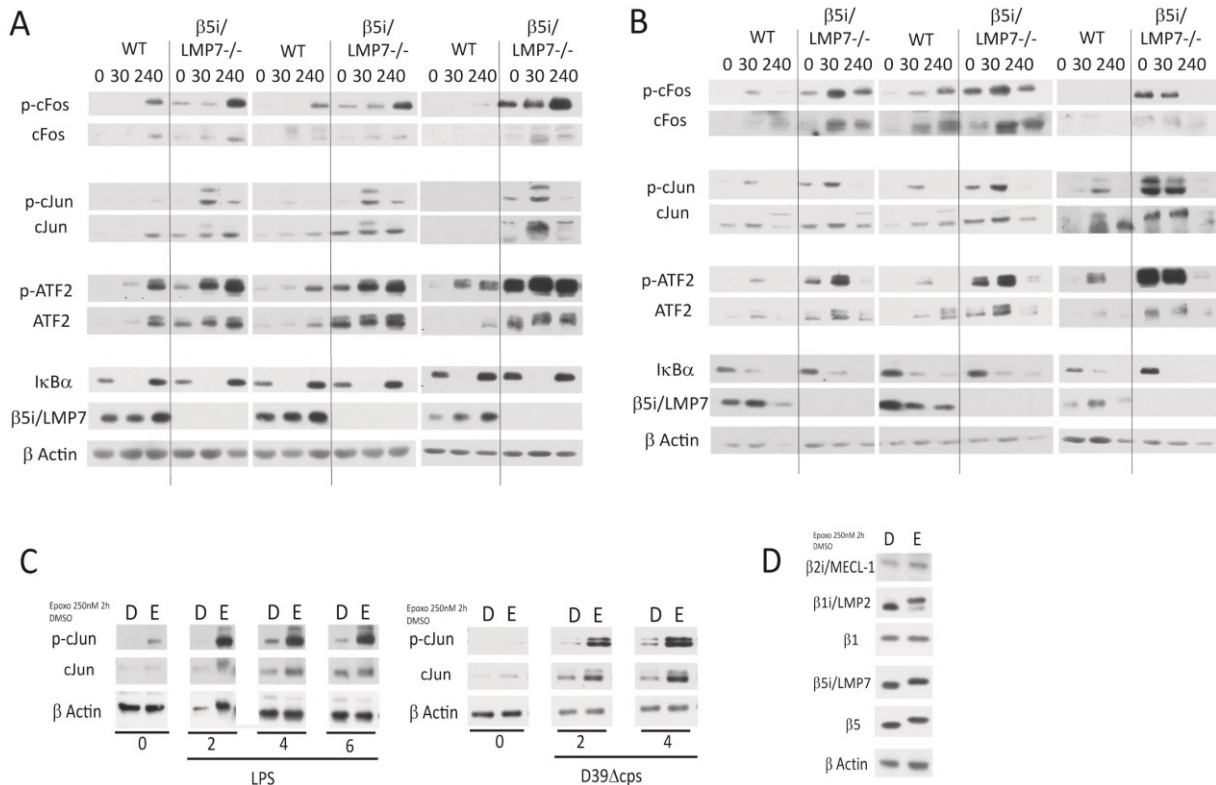 A
WT
β5i/
LMP7-/-
WT
β5i/
LMP7-/-
WT
β5i/
LMP7-/-
0 30 240 0 30 240 0 30 240 0 30 240 0 30 240 0 30 240
p-cFos
cFos
p-cJun
cJun
p-ATF2
ATF2
IκBα
β5i/LMP7
β Actin
B
WT
β5i/
LMP7-/-
WT
β5i/
LMP7-/-
WT
β5i/
LMP7-/-
0 30 240 0 30 240 0 30 240 0 30 240 0 30 240 0 30 240
p-cFos
cFos
p-cJun
cJun
p-ATF2
ATF2
IκBα
β5i/LMP7
β Actin
C
Epoxo 250nM 2h
DMSO
D E D E D E D E
p-cJun
cJun
β Actin
0 2 4 6
LPS
Epoxo 250nM 2h
DMSO
D E D E D E
p-cJun
cJun
β Actin
0 2 4
D39Δcps
D
Epoxo 250nM 2h
DMSO
D E
β2i/MECL-1
β1i/LMP2
β1
β5i/LMP7
β5
β Actin